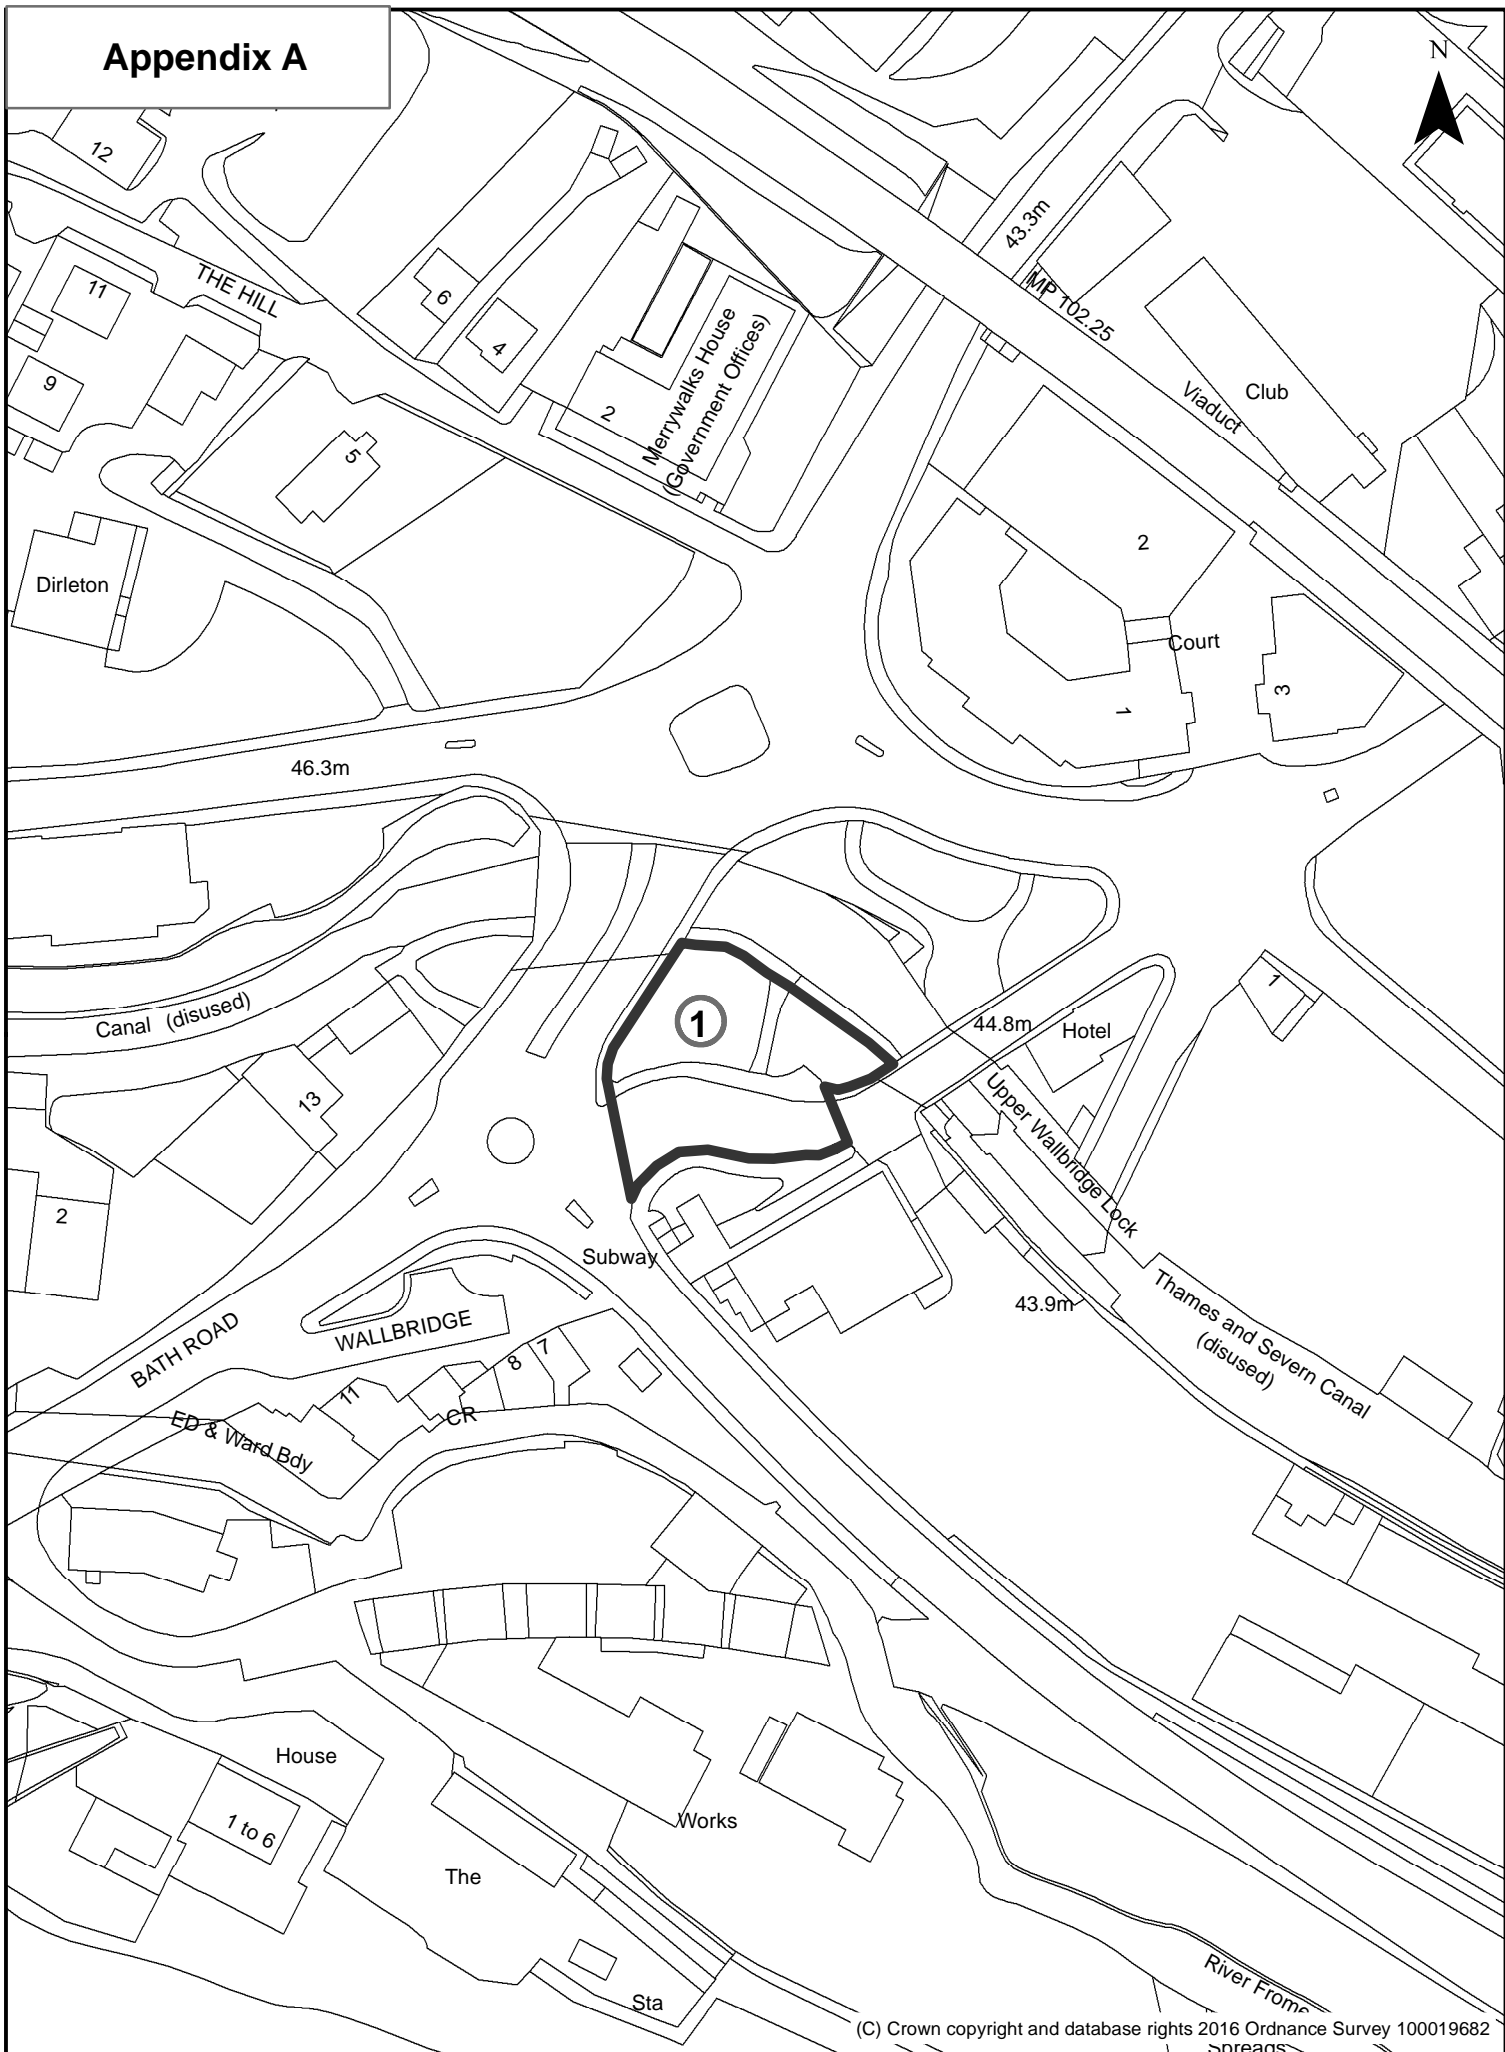 Appendix A
N
12
43.3m
THE HILL
11
6
MP 102.25
4
Merrywalks House
(Government Offices)
9
Viaduct
Club
2
5
2
Dirleton
Court
3
1
46.3m
1
Canal (disused)
1
44.8m
Hotel
13
Upper Wallbridge Lock
2
Subway
43.9m
Thames and Severn Canal
(disused)
BATH ROAD
WALLBRIDGE
7
8
11
CR
ED & Ward Bdy
House
1 to 6
Works
The
River Frome
Sta
(C) Crown copyright and database rights 2016 Ordnance Survey 100019682
Spreads